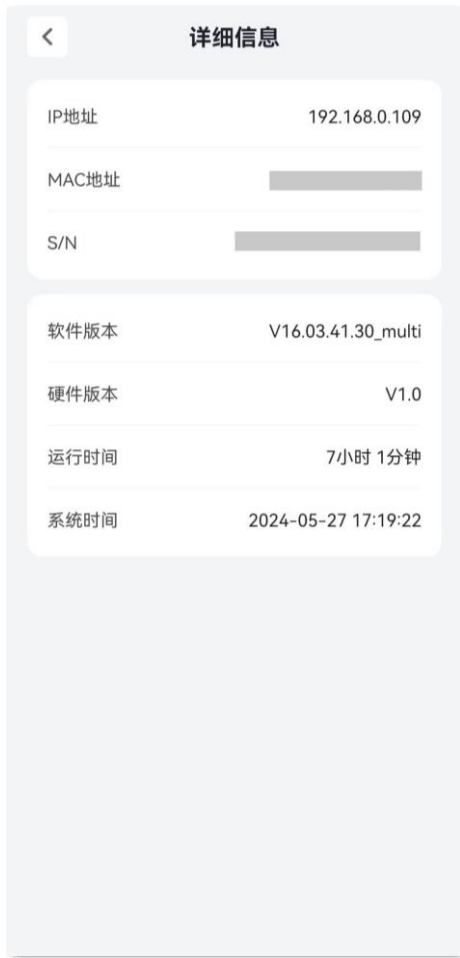 详细信息
IP地址 192.168.0.109
MAC地址
S/N
软件版本 V16.03.41.30_multi
硬件版本 V1.0
运行时间 7小时 1分钟
系统时间 2024-05-27 17:19:22